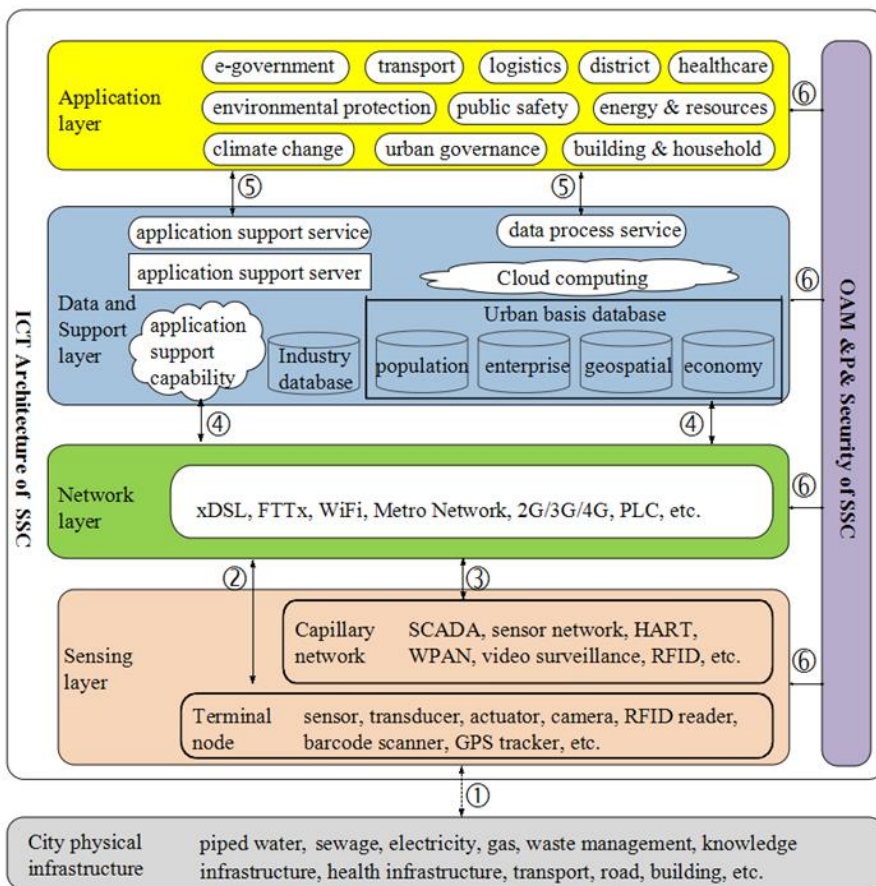 ICT Architecture of SSC
Application layer
e-government transport logistics district healthcare
environmental protection public safety energy & resources
climate change urban governance building & household
⑥
⑤ ⑤
Data and Support layer
application support service data process service
application support server Cloud computing
⑥
application support capability
Industry database
Urban basis database
population enterprise geospatial economy
④ ④
Network layer
xDSL, FTTx, WiFi, Metro Network, 2G/3G/4G, PLC, etc.
⑥
② ③
Sensing layer
Capillary network
SCADA, sensor network, HART,
WPAN, video surveillance, RFID, etc.
⑥
Terminal node
sensor, transducer, actuator, camera, RFID reader,
barcode scanner, GPS tracker, etc.
①
OAM &P& Security of SSC
City physical infrastructure
piped water, sewage, electricity, gas, waste management, knowledge
infrastructure, health infrastructure, transport, road, building, etc.